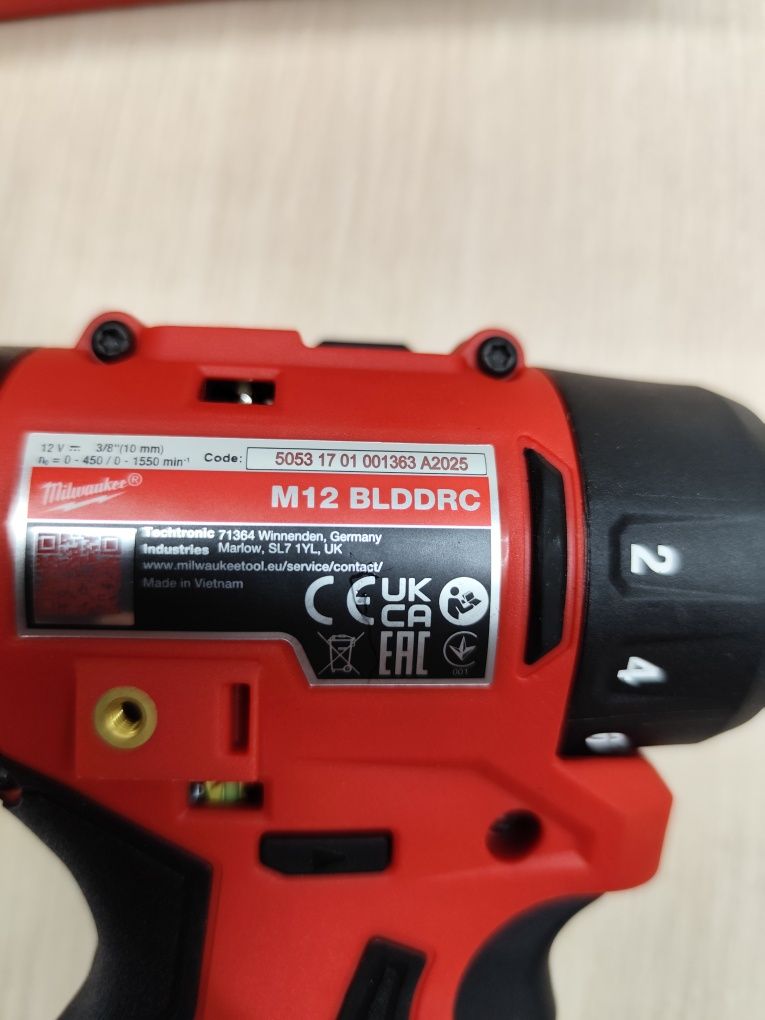 12 V ⎓ 3/8"(10 mm)
n₀ = 0 - 450 / 0 - 1550 min⁻¹
Code: 5053 17 01 001363 A2025
Milwaukee®
M12 BLDDRC
Techtronic 71364 Winnenden, Germany
Industries Marlow, SL7 1YL, UK
www.milwaukeetool.eu/service/contact/
Made in Vietnam
CE UK
CA
EAC
001
2
4
6